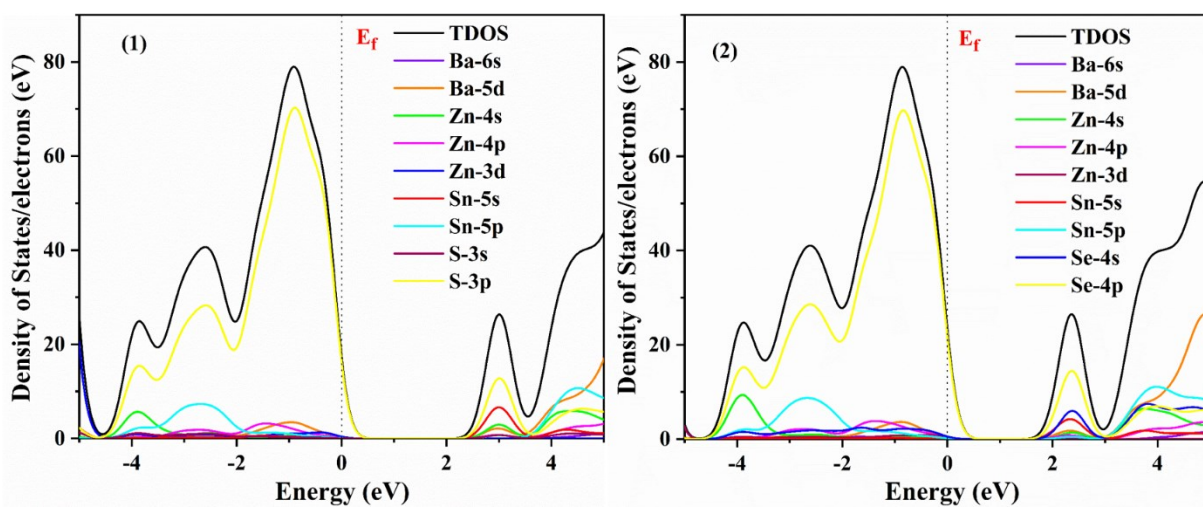 (1)
E_f
TDOS
Ba-6s
Ba-5d
Zn-4s
Zn-4p
Zn-3d
Sn-5s
Sn-5p
S-3s
S-3p
Density of States/electrons (eV)
80
60
40
20
0
-4
-2
0
2
4
Energy (eV)
(2)
E_f
TDOS
Ba-6s
Ba-5d
Zn-4s
Zn-4p
Zn-3d
Sn-5s
Sn-5p
Se-4s
Se-4p
Density of States/electrons (eV)
80
60
40
20
0
-4
-2
0
2
4
Energy (eV)